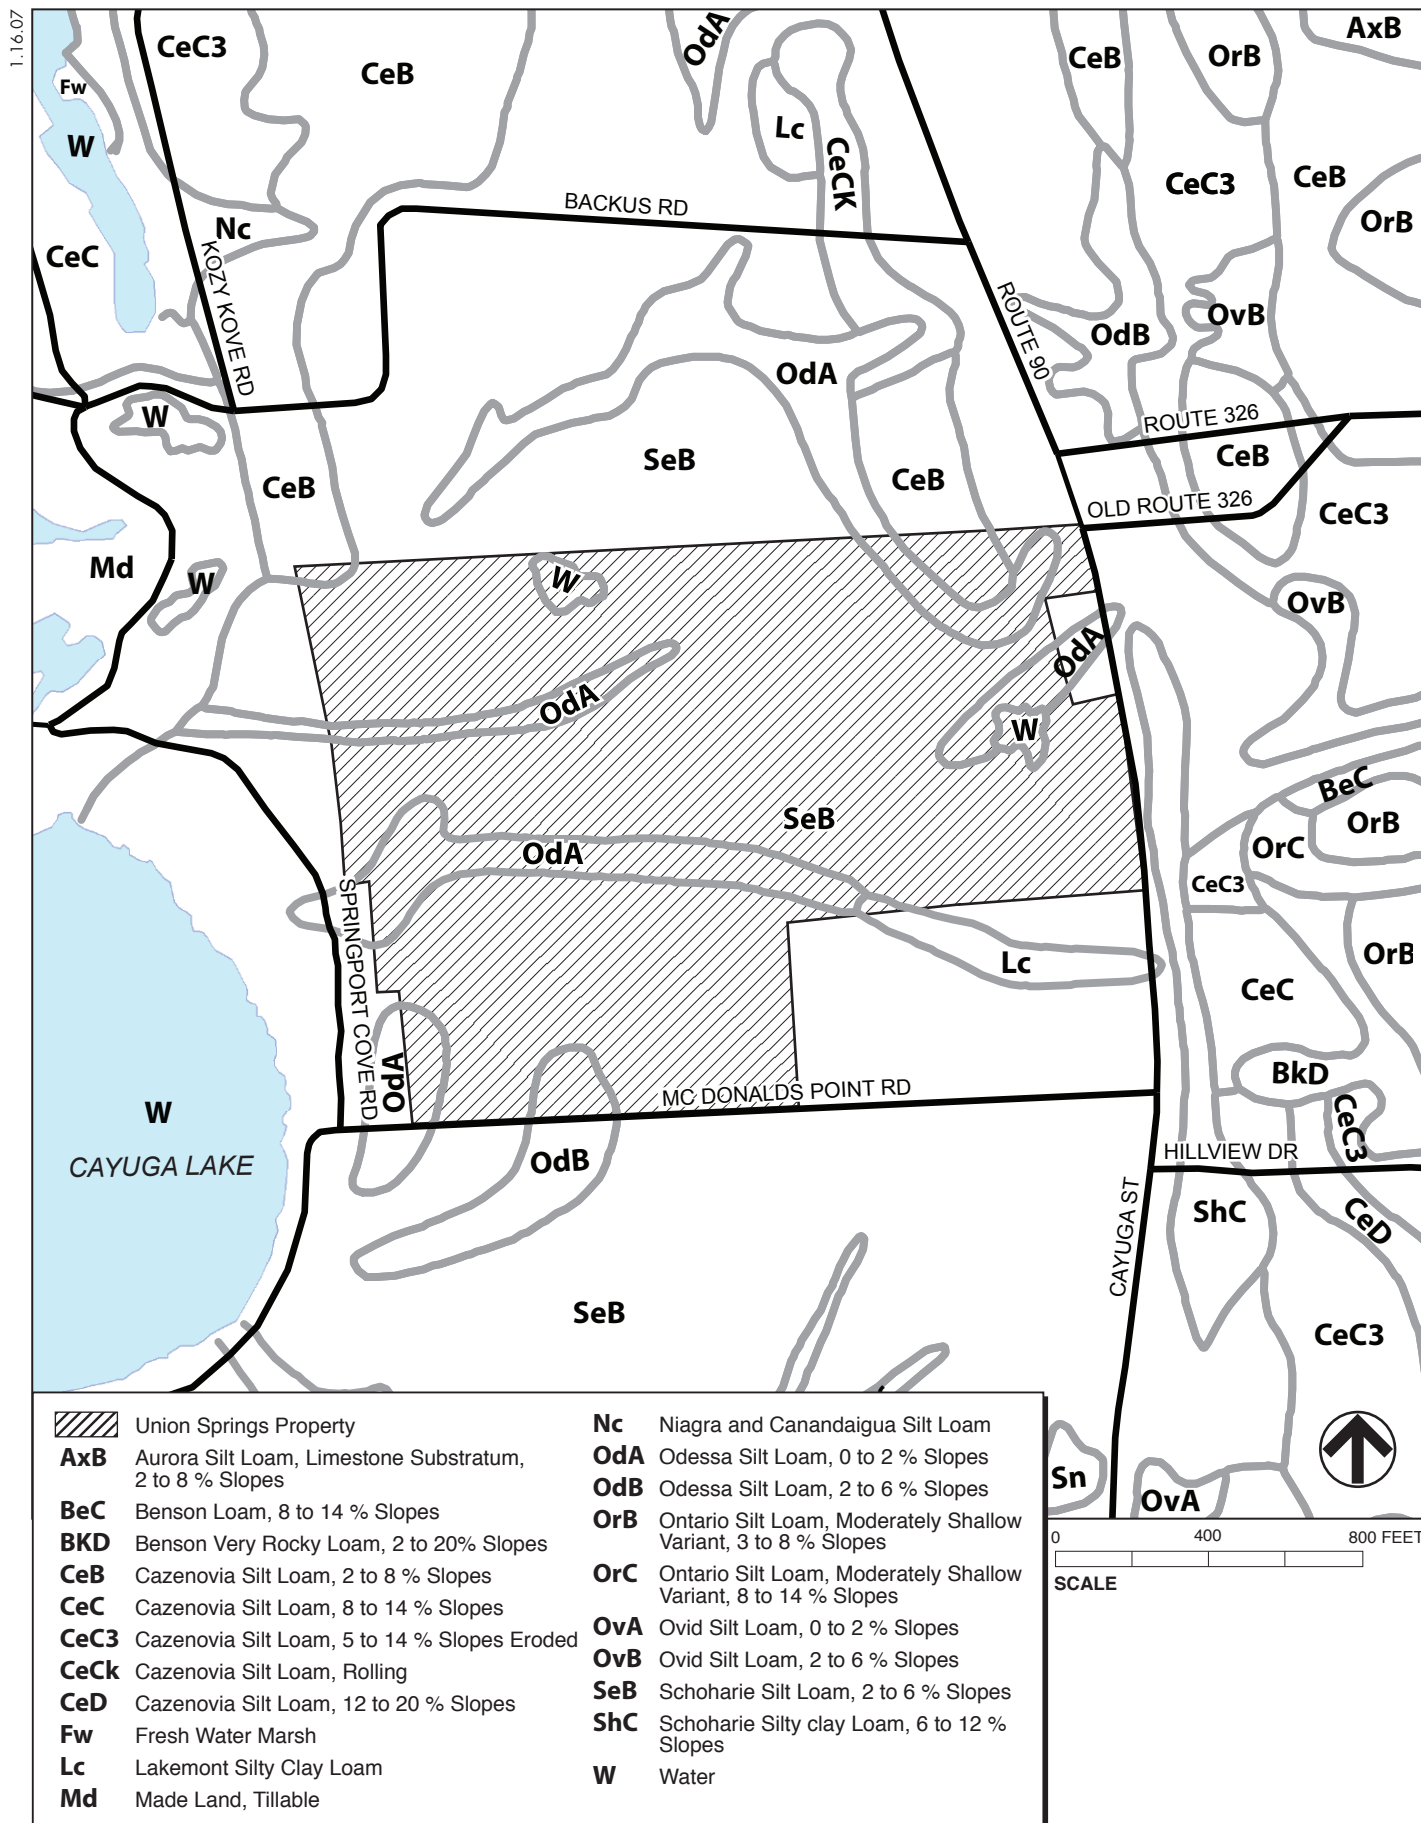 1.16.07
CeC3
CeB
OdA
CeB
OrB
AxB
Fw
W
Lc
CeCK
CeC3
CeB
OrB
BACKUS RD
Nc
CeC
KOZY KOVE RD
ROUTE 90
OdB
OvB
OdA
W
ROUTE 326
SeB
CeB
CeB
CeB
OLD ROUTE 326
CeC3
Md
W
W
OvB
OdA
OdA
W
BeC
SeB
OrB
OdA
OrC
CeC3
SPRINGPORT COVE RD
Lc
OrB
CeC
OdA
BkD
MC DONALDS POINT RD
W
CeC3
CAYUGA LAKE
OdB
HILLVIEW DR
CAYUGA ST
ShC
CeD
SeB
CeC3
Sn
OvA
Union Springs Property
AxB Aurora Silt Loam, Limestone Substratum,
2 to 8 % Slopes
BeC Benson Loam, 8 to 14 % Slopes
BKD Benson Very Rocky Loam, 2 to 20% Slopes
CeB Cazenovia Silt Loam, 2 to 8 % Slopes
CeC Cazenovia Silt Loam, 8 to 14 % Slopes
CeC3 Cazenovia Silt Loam, 5 to 14 % Slopes Eroded
CeCk Cazenovia Silt Loam, Rolling
CeD Cazenovia Silt Loam, 12 to 20 % Slopes
Fw Fresh Water Marsh
Lc Lakemont Silty Clay Loam
Md Made Land, Tillable
Nc Niagra and Canandaigua Silt Loam
OdA Odessa Silt Loam, 0 to 2 % Slopes
OdB Odessa Silt Loam, 2 to 6 % Slopes
OrB Ontario Silt Loam, Moderately Shallow
Variant, 3 to 8 % Slopes
OrC Ontario Silt Loam, Moderately Shallow
Variant, 8 to 14 % Slopes
OvA Ovid Silt Loam, 0 to 2 % Slopes
OvB Ovid Silt Loam, 2 to 6 % Slopes
SeB Schoharie Silt Loam, 2 to 6 % Slopes
ShC Schoharie Silty clay Loam, 6 to 12 %
Slopes
W Water
0 400 800 FEET
SCALE